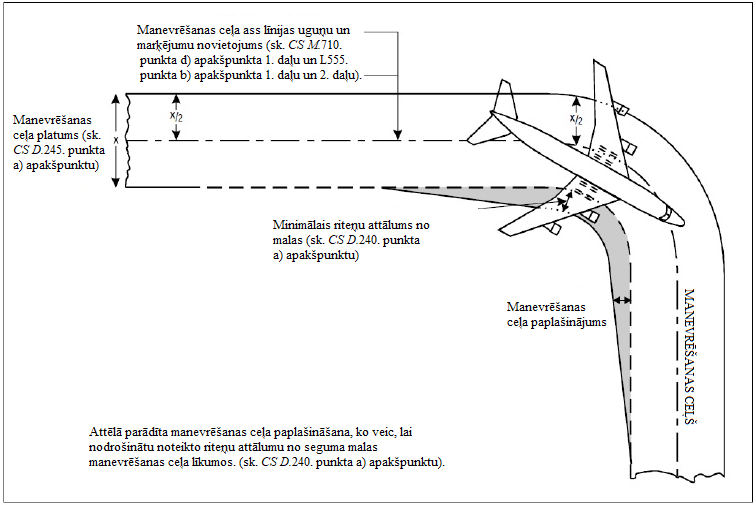 Manevrēšanas ceļa ass līnijas uguņu un
marķējumu novietojums (sk. CS M.710.
punkta d) apakšpunkta 1. daļu un L555.
punkta b) apakšpunkta 1. daļu un 2. daļu).
Manevrēšanas
ceļa platums (sk.
CS D.245. punkta
a) apakšpunktu)
x
x/2
x/2
Minimālais riteņu attālums no
malas (sk. CS D.240. punkta
a) apakšpunktu)
Manevrēšanas
ceļa paplašinājums
MANEVRĒŠANAS CEĻŠ
Attēlā parādīta manevrēšanas ceļa paplašināšana, ko veic, lai
nodrošinātu noteikto riteņu attālumu no seguma malas
manevrēšanas ceļa līkumos. (sk. CS D.240. punkta a) apakšpunktu).